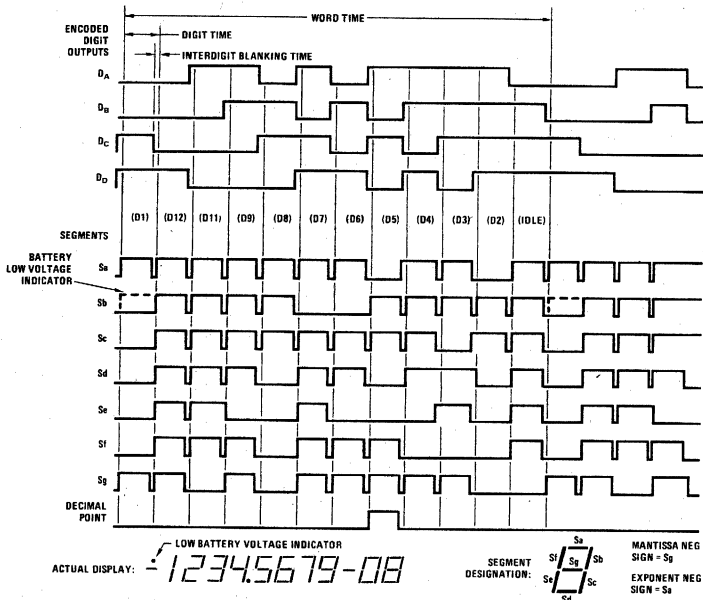 WORD TIME
ENCODED
DIGIT
OUTPUTS
DIGIT TIME
INTERDIGIT BLANKING TIME
DA
DB
DC
DD
(D1) (D12) (D11) (D9) (D8) (D7) (D6) (D5) (D4) (D3) (D2) (IDLE)
SEGMENTS
BATTERY
LOW VOLTAGE
INDICATOR
Sa
Sb
Sc
Sd
Se
Sf
Sg
DECIMAL
POINT
LOW BATTERY VOLTAGE INDICATOR
ACTUAL DISPLAY: -1234.5679-08
SEGMENT
DESIGNATION:
Sa
Sf Sg Sb
Se Sc
Sd
MANTISSA NEG
SIGN = Sg
EXPONENT NEG
SIGN = Sa